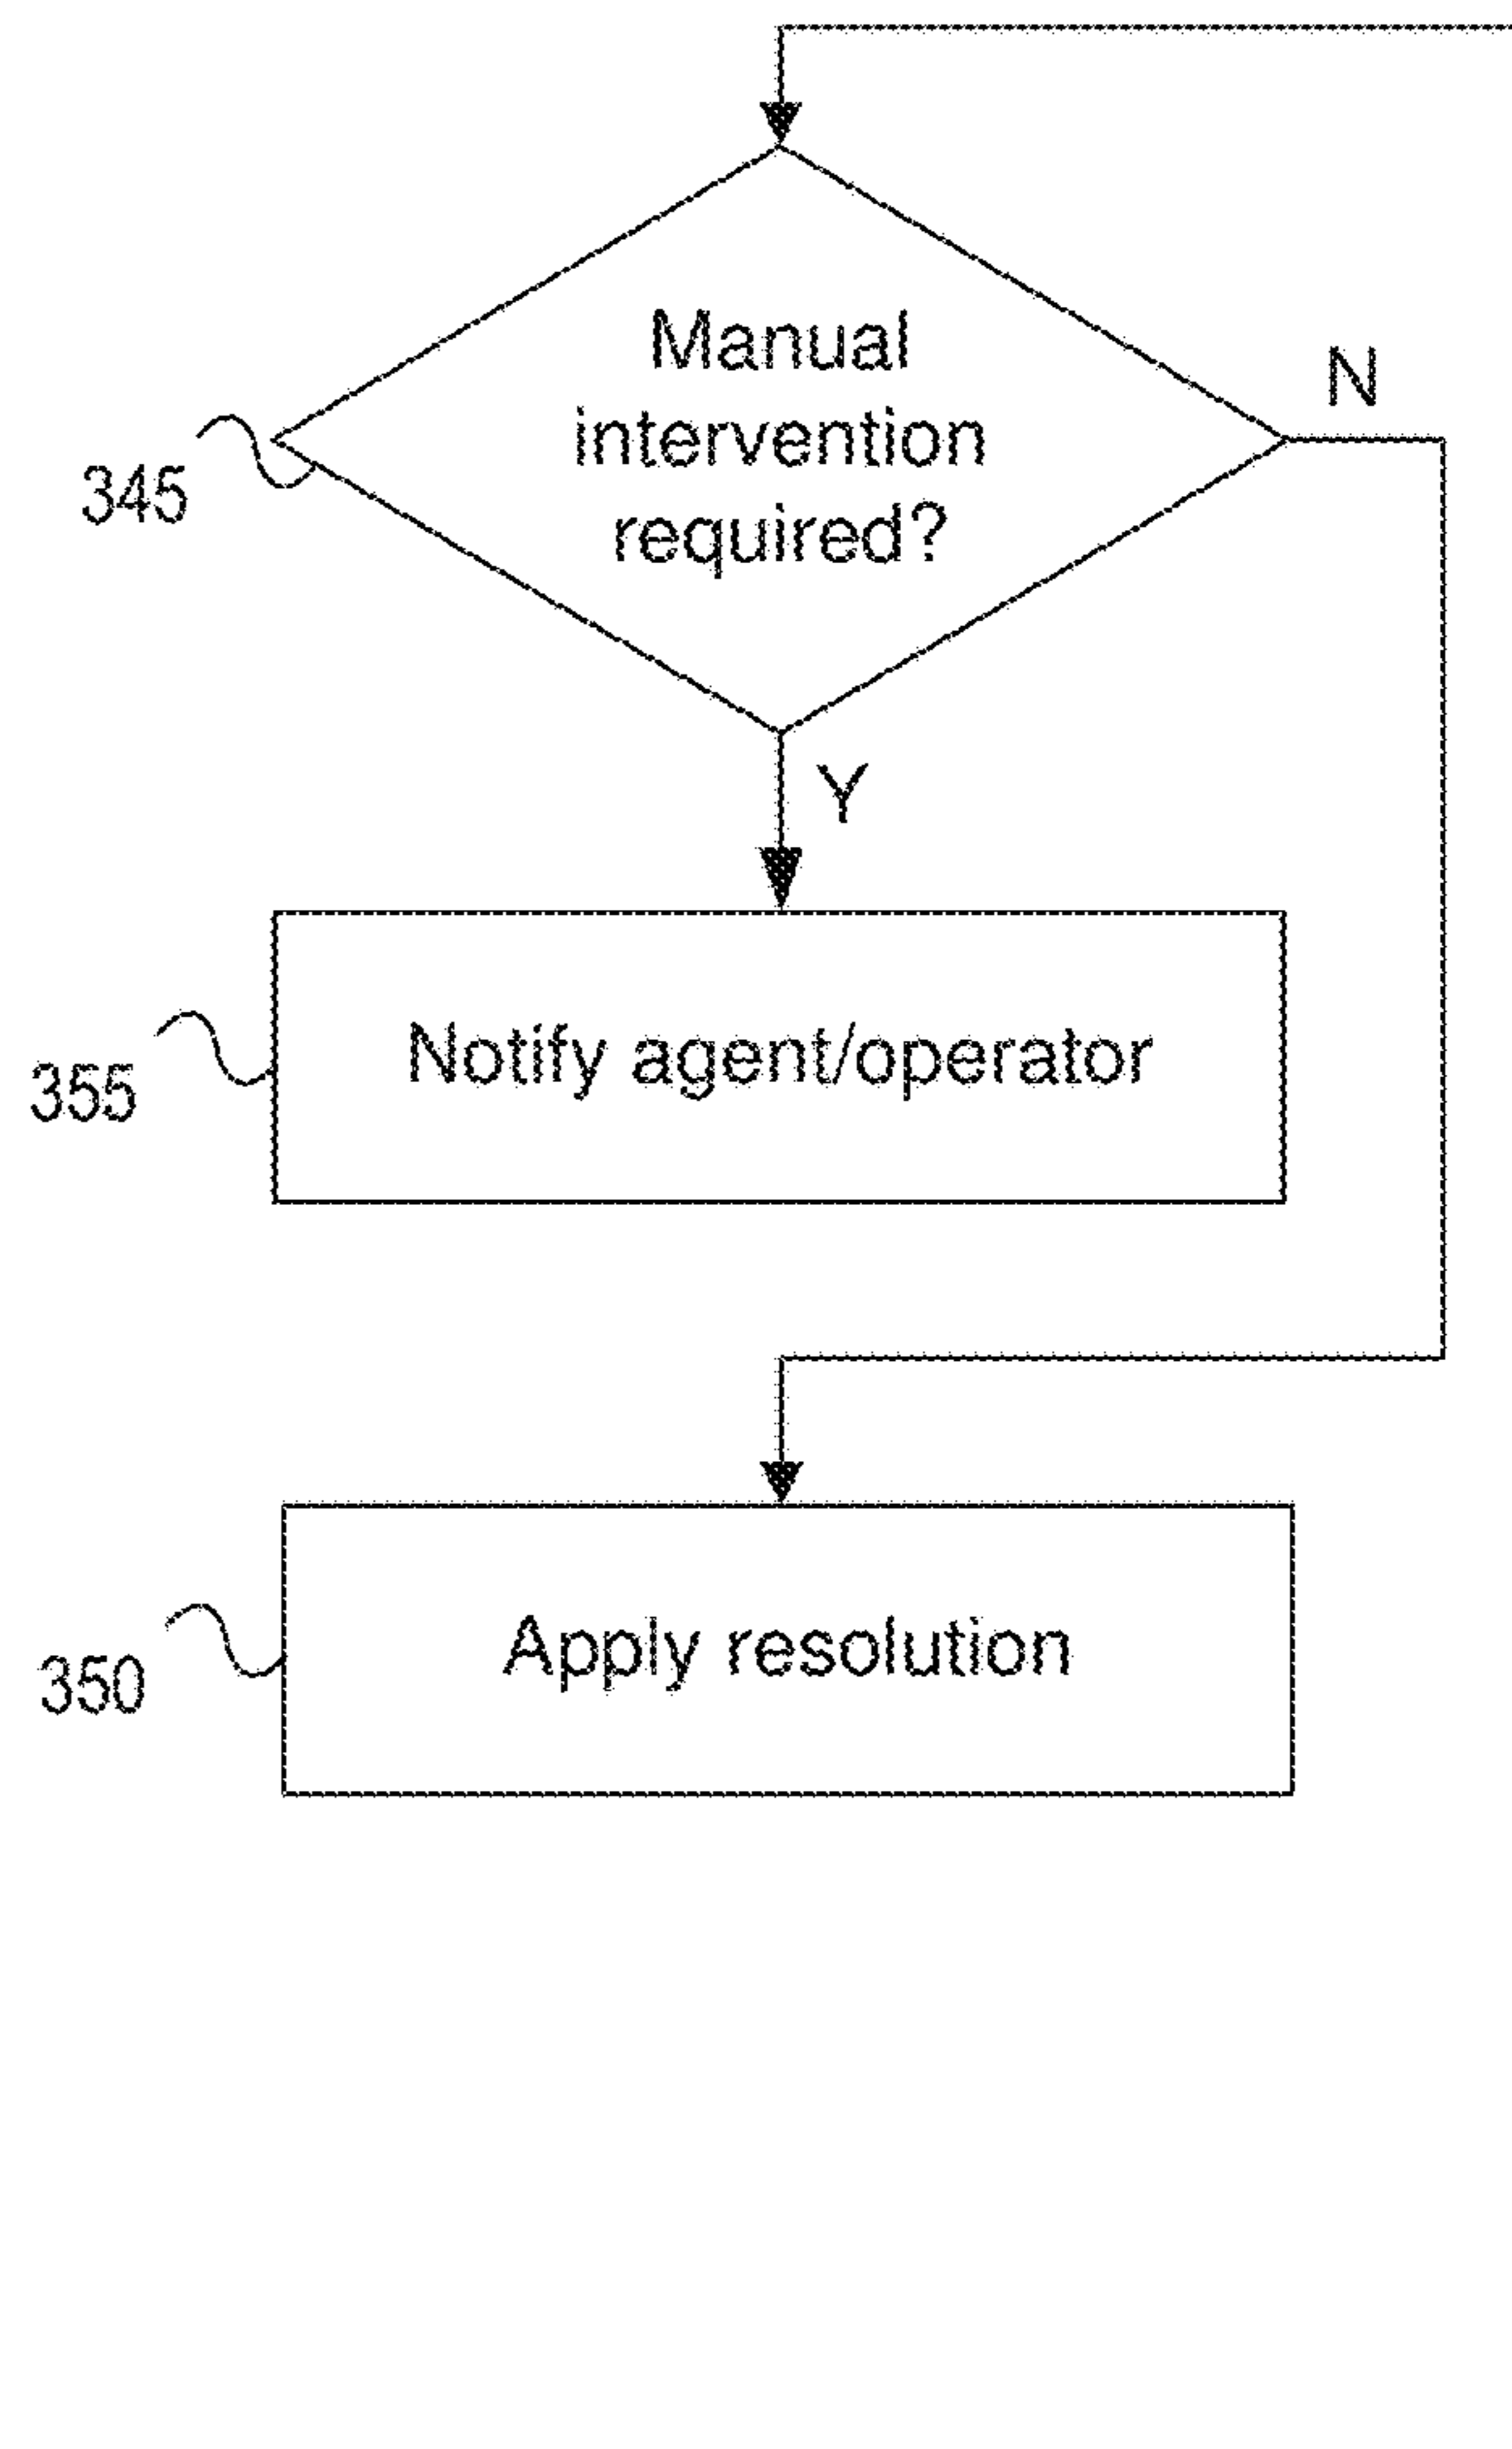 Manual
intervention
required?
N
345
Y
Notify agent/operator
355
Apply resolution
350